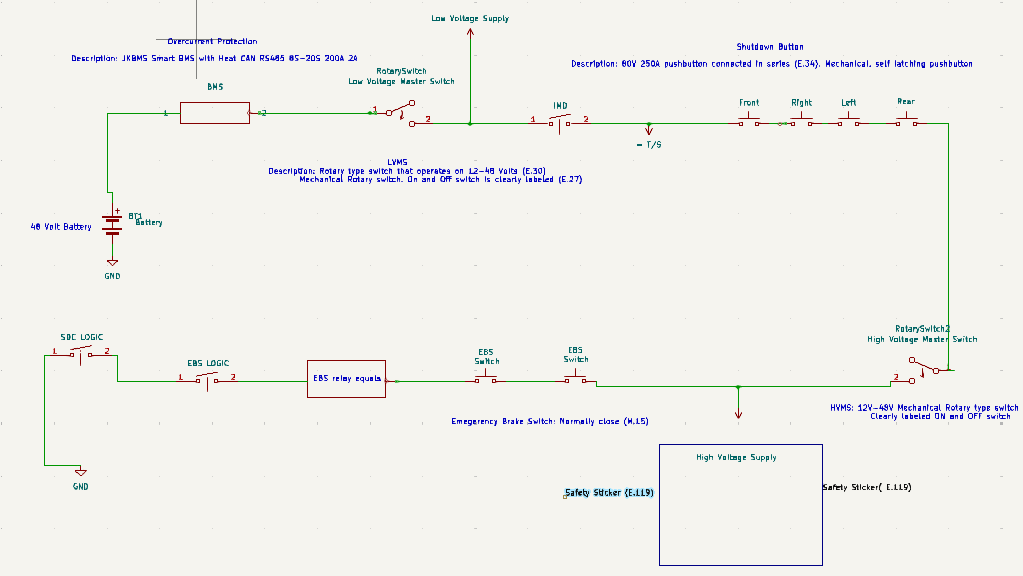 Low Voltage Supply
Overcurrent Protection
Description: JKBMS Smart BMS with Heat CAN RS485 8S-20S 200A 2A
Shutdown Button
Description: 80V 250A pushbutton connected in series (E.34). Mechanical, self latching pushbutton
RotarySwitch
Low Voltage Master Switch
BMS
1
2
1
2
IMD
1
2
- T/S
Front
Right
Left
Rear
LVMS
Description: Rotary type switch that operates on 12-48 Volts (E.30)
Mechanical Rotary switch. On and Off switch is clearly labeled (E.27)
48 Volt Battery
+
BT1
Battery
GND
SDE LOGIC
1
2
EBS LOGIC
1
2
EBS relay equals
EBS
Switch
EBS
Switch
RotarySwitch2
High Voltage Master Switch
2
HVMS: 12V-48V Mechanical Rotary type switch
Clearly labeled ON and OFF switch
Emegerency Brake Switch: Normally close (M.15)
GND
High Voltage Supply
Safety Sticker (E.119)
Safety Sticker( E.119)